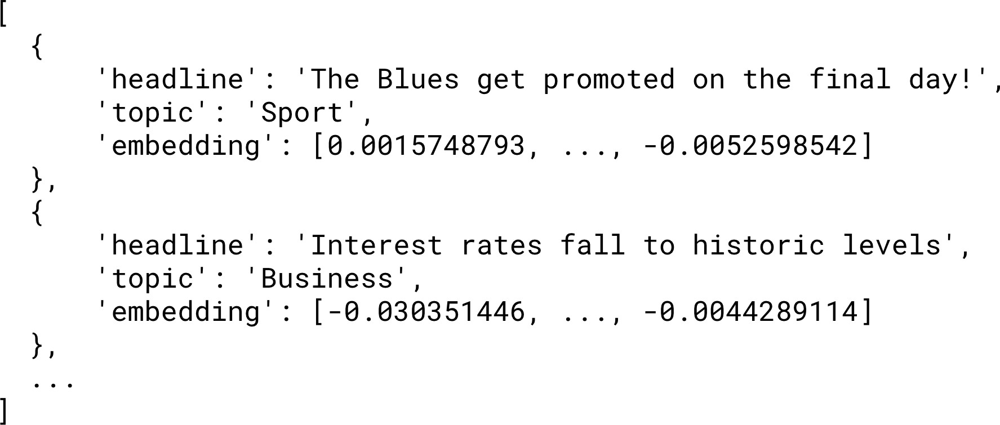 [
  {
      'headline': 'The Blues get promoted on the final day!',
      'topic': 'Sport',
      'embedding': [0.0015748793, ..., -0.0052598542]
  },
  {
      'headline': 'Interest rates fall to historic levels',
      'topic': 'Business',
      'embedding': [-0.030351446, ..., -0.0044289114]
  },
  ...
]